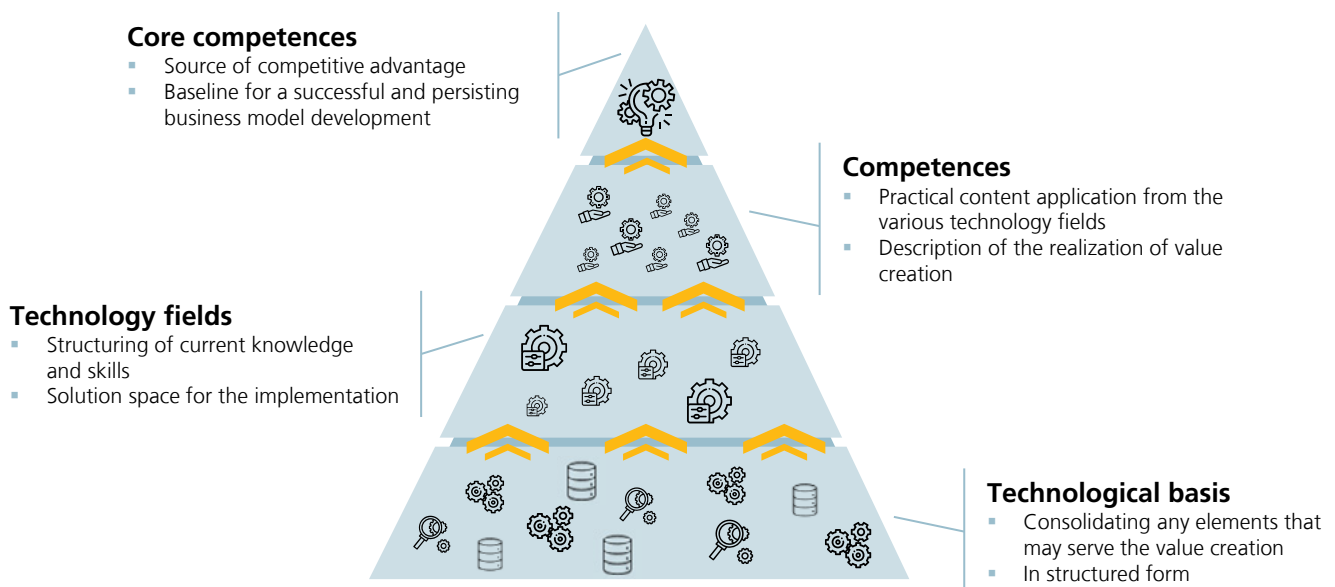 Core competences
▪ Source of competitive advantage
▪ Baseline for a successful and persisting
business model development
Competences
▪ Practical content application from the
various technology fields
▪ Description of the realization of value
creation
Technology fields
▪ Structuring of current knowledge
and skills
▪ Solution space for the implementation
Technological basis
▪ Consolidating any elements that
may serve the value creation
▪ In structured form